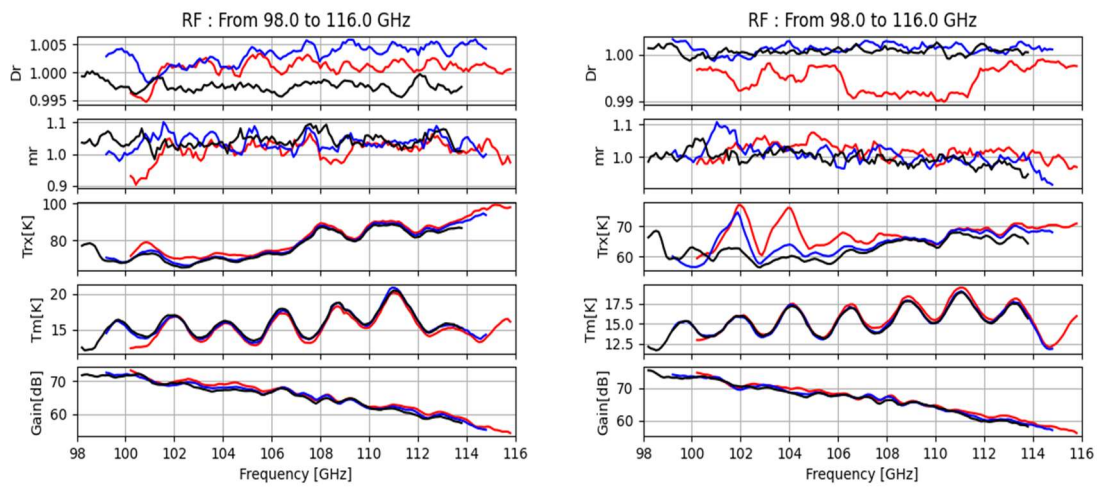 RF : From 98.0 to 116.0 GHz
1.005
1.000
0.995
Dr
1.1
1.0
0.9
mr
100
80
Trx[K]
20
15
Tm[K]
70
60
Gain[dB]
98 100 102 104 106 108 110 112 114 116
Frequency [GHz]
RF : From 98.0 to 116.0 GHz
1.00
0.99
Dr
1.1
1.0
mr
70
60
Trx[K]
17.5
15.0
12.5
Tm[K]
70
60
Gain[dB]
98 100 102 104 106 108 110 112 114 116
Frequency [GHz]